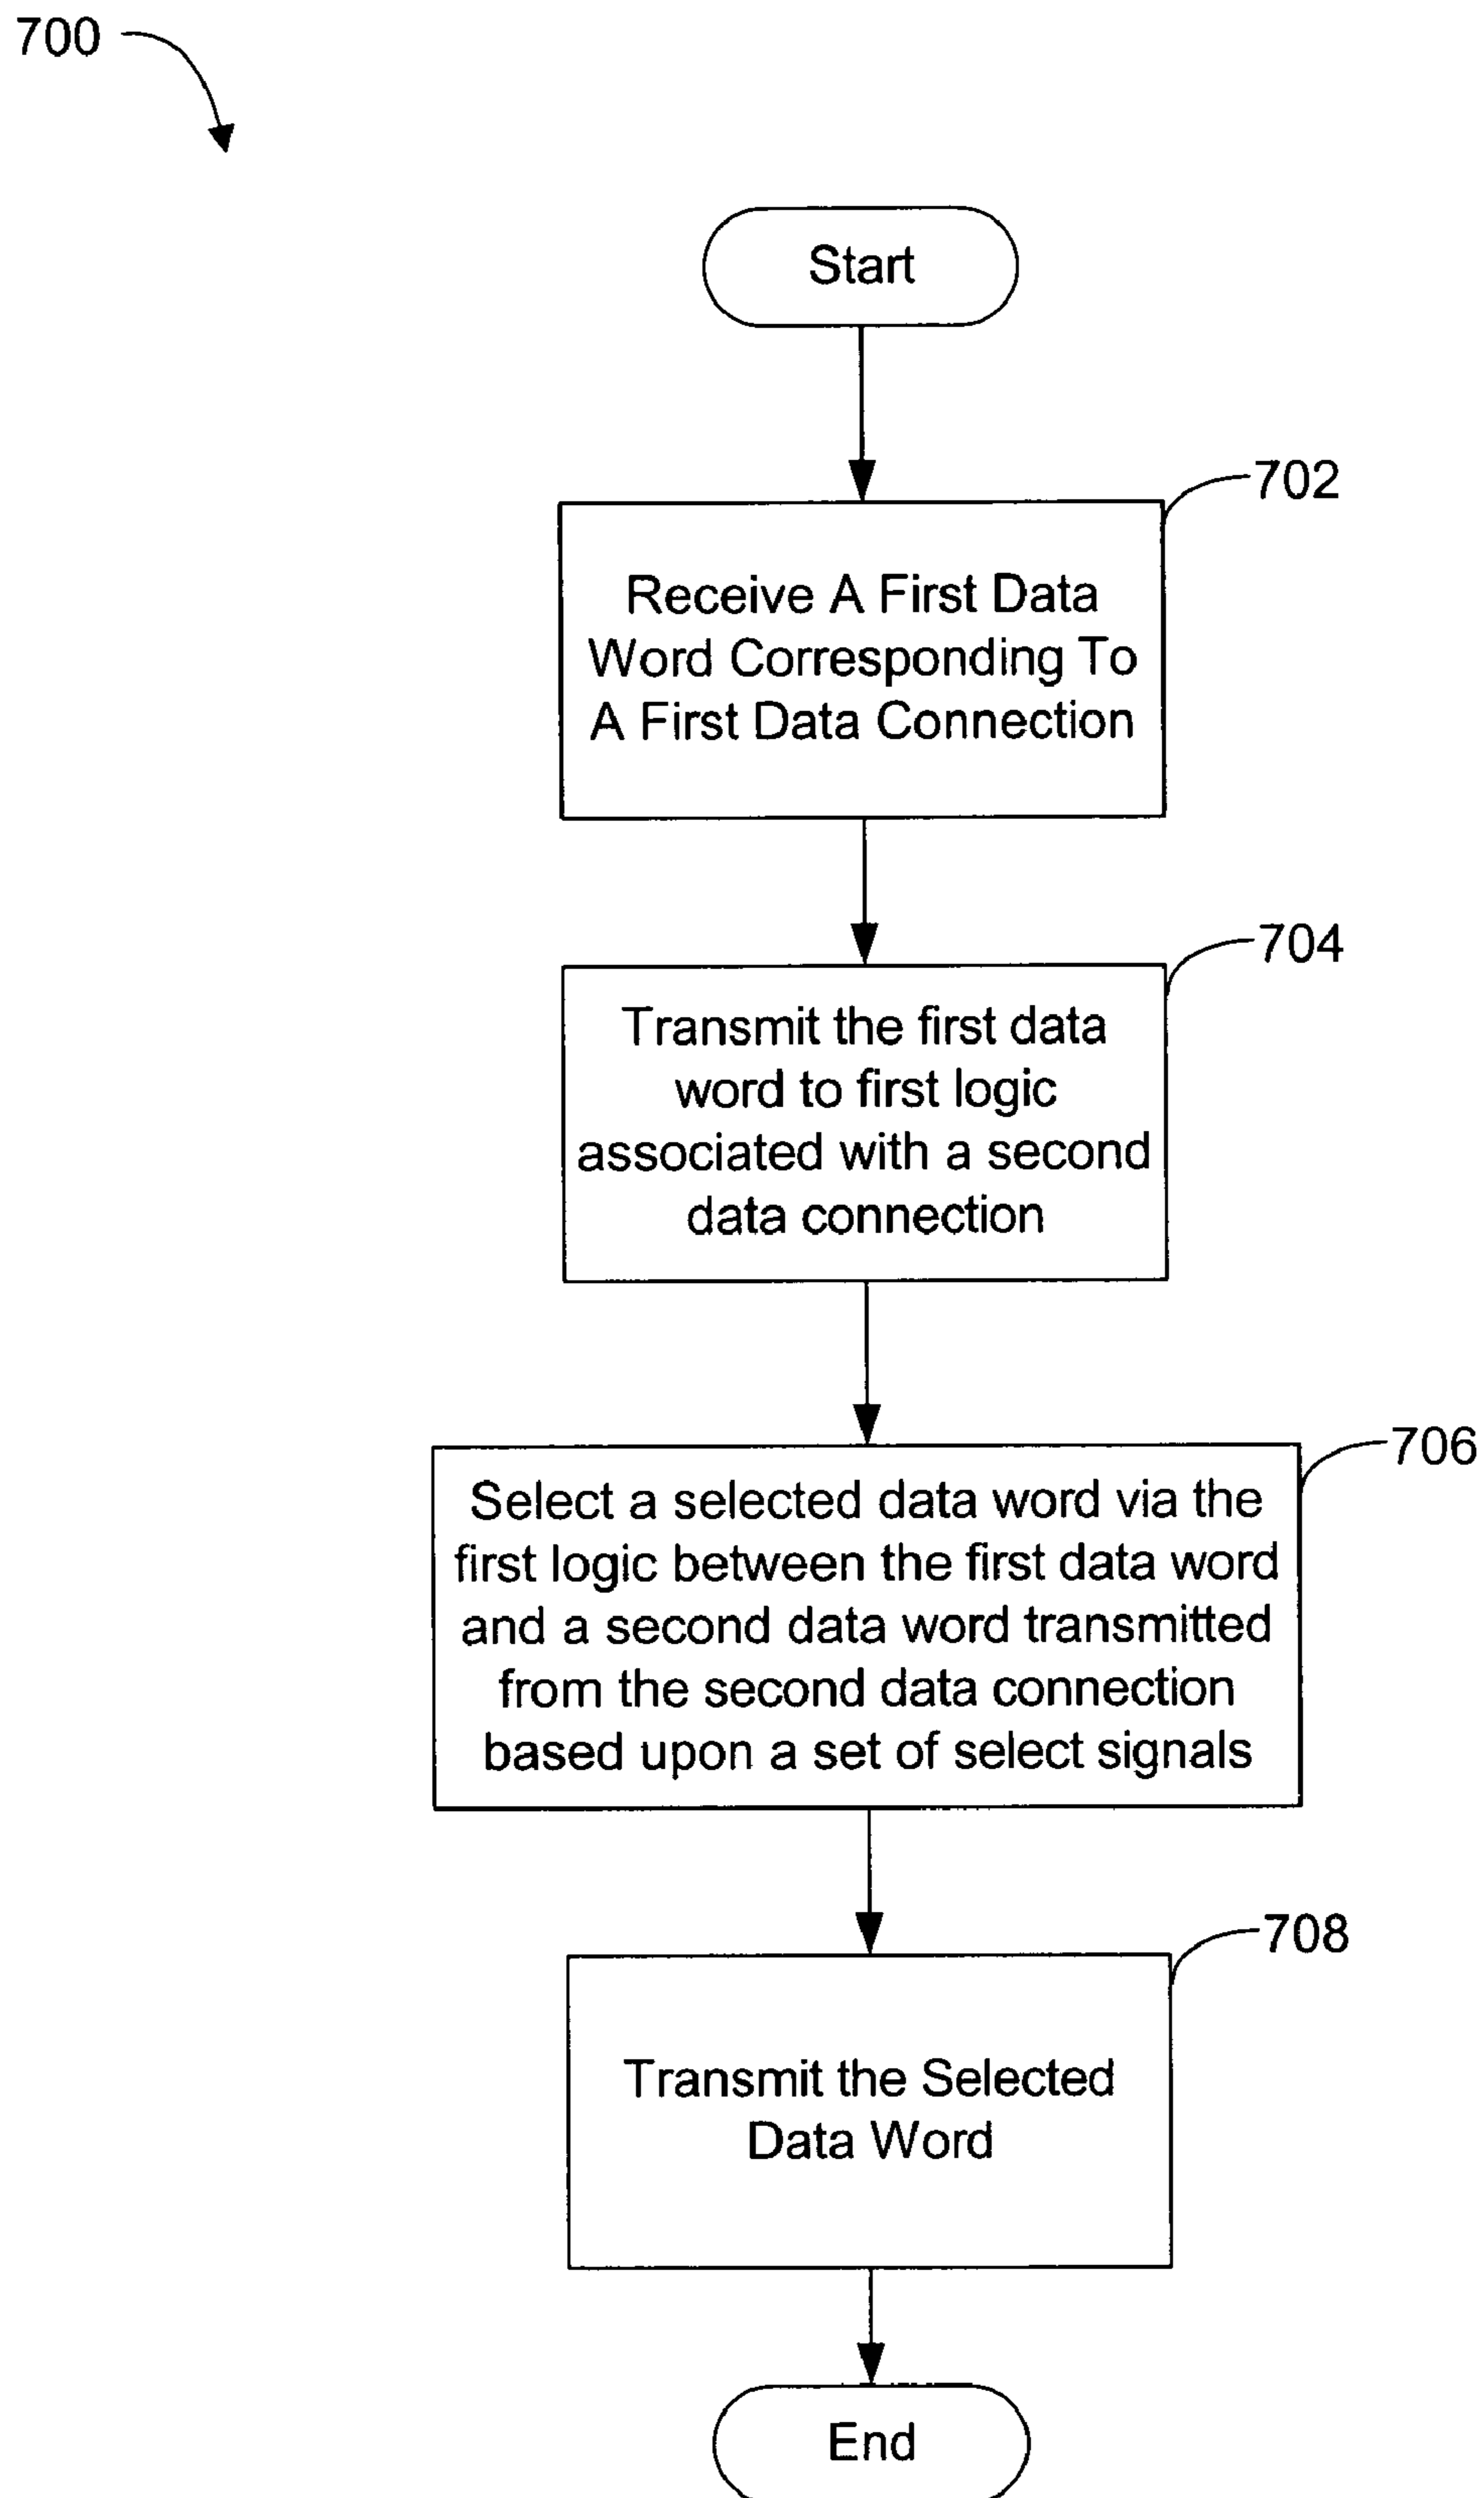 700
Start
702
Receive A First Data
Word Corresponding To
A First Data Connection
704
Transmit the first data
word to first logic
associated with a second
data connection
706
Select a selected data word via the
first logic between the first data word
and a second data word transmitted
from the second data connection
based upon a set of select signals
708
Transmit the Selected
Data Word
End